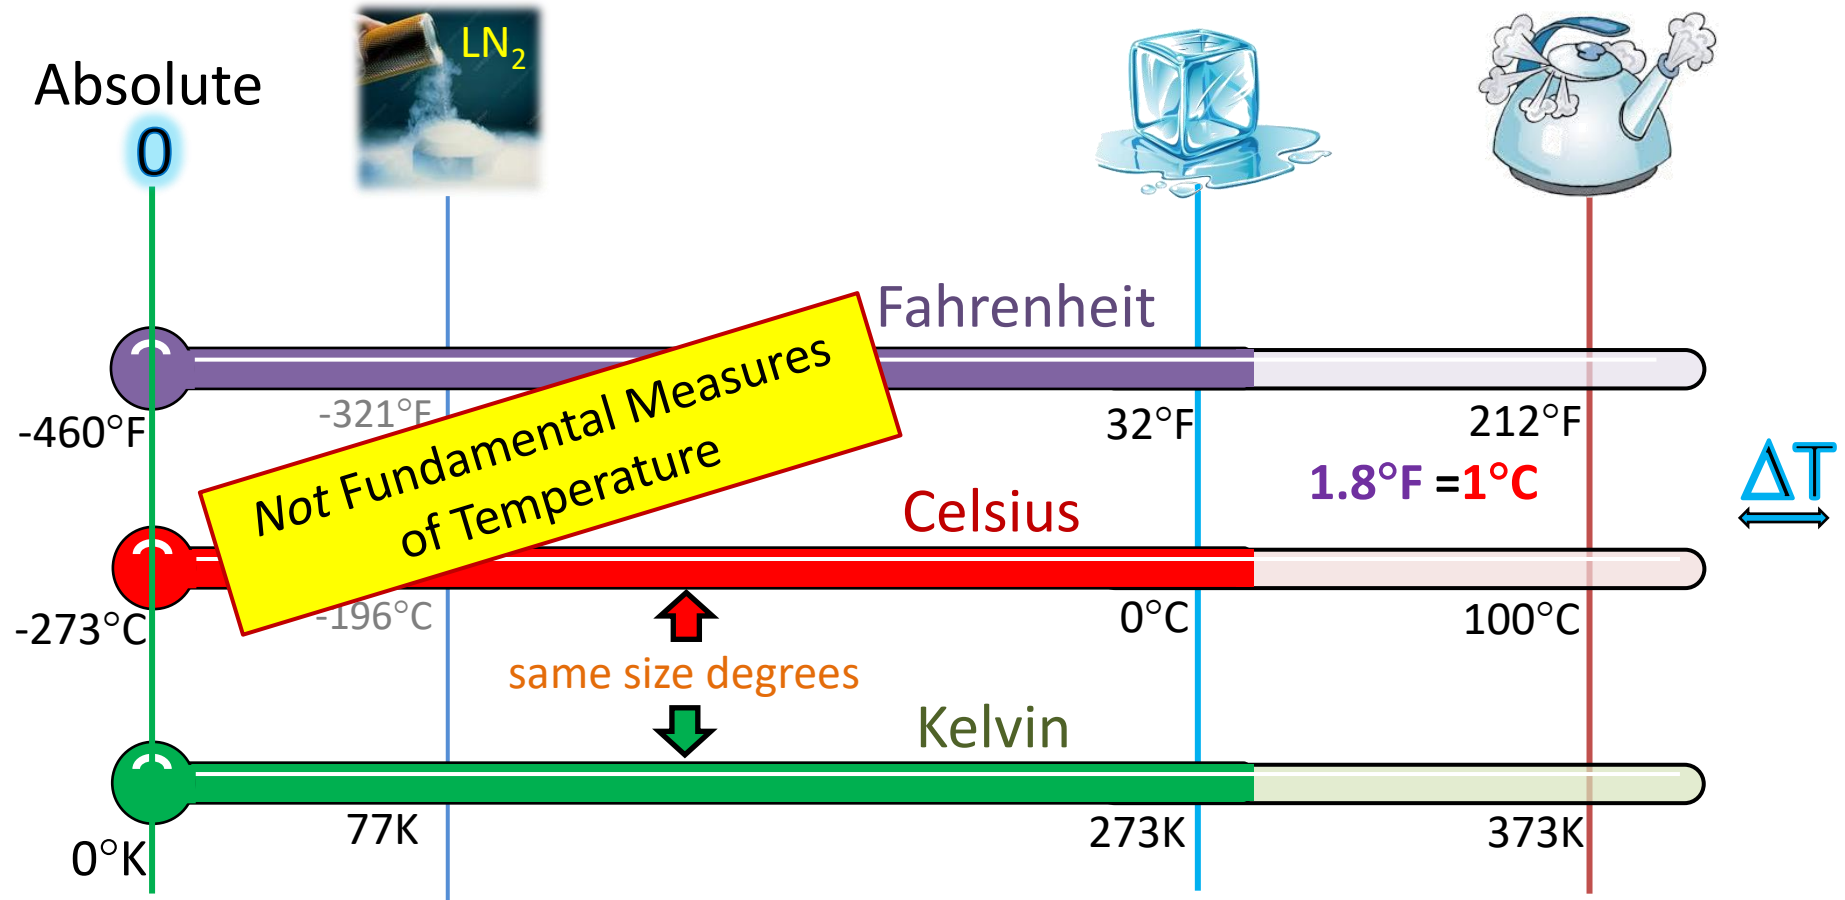 Absolute
0
LN₂
Fahrenheit
-460°F
-321°F
32°F
212°F
Not Fundamental Measures
of Temperature
1.8°F =1°C
ΔT
Celsius
-273°C
-196°C
0°C
100°C
same size degrees
Kelvin
0°K
77K
273K
373K